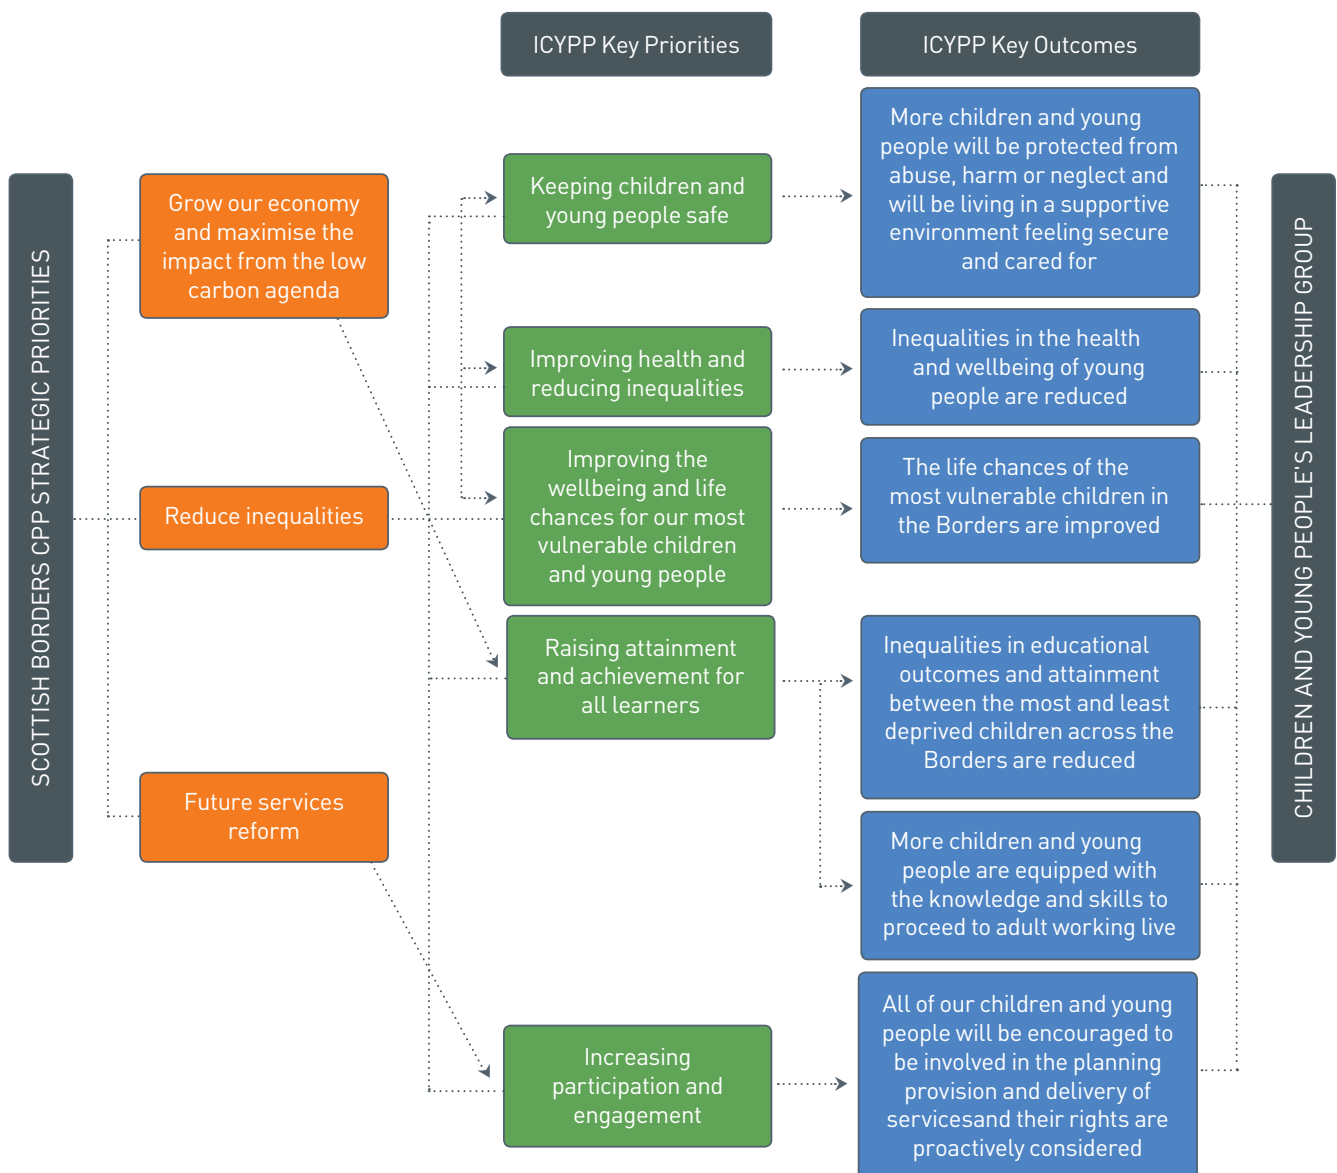 ICYPP Key Priorities
ICYPP Key Outcomes
SCOTTISH BORDERS CPP STRATEGIC PRIORITIES
Grow our economy
and maximise the
impact from the low
carbon agenda
Reduce inequalities
Future services
reform
Keeping children and
young people safe
Improving health and
reducing inequalities
Improving the
wellbeing and life
chances for our most
vulnerable children
and young people
Raising attainment
and achievement for
all learners
Increasing
participation and
engagement
More children and young
people will be protected from
abuse, harm or neglect and
will be living in a supportive
environment feeling secure
and cared for
Inequalities in the health
and wellbeing of young
people are reduced
The life chances of the
most vulnerable children in
the Borders are improved
Inequalities in educational
outcomes and attainment
between the most and least
deprived children across the
Borders are reduced
More children and young
people are equipped with
the knowledge and skills to
proceed to adult working live
All of our children and young
people will be encouraged to
be involved in the planning
provision and delivery of
servicesand their rights are
proactively considered
CHILDREN AND YOUNG PEOPLE'S LEADERSHIP GROUP